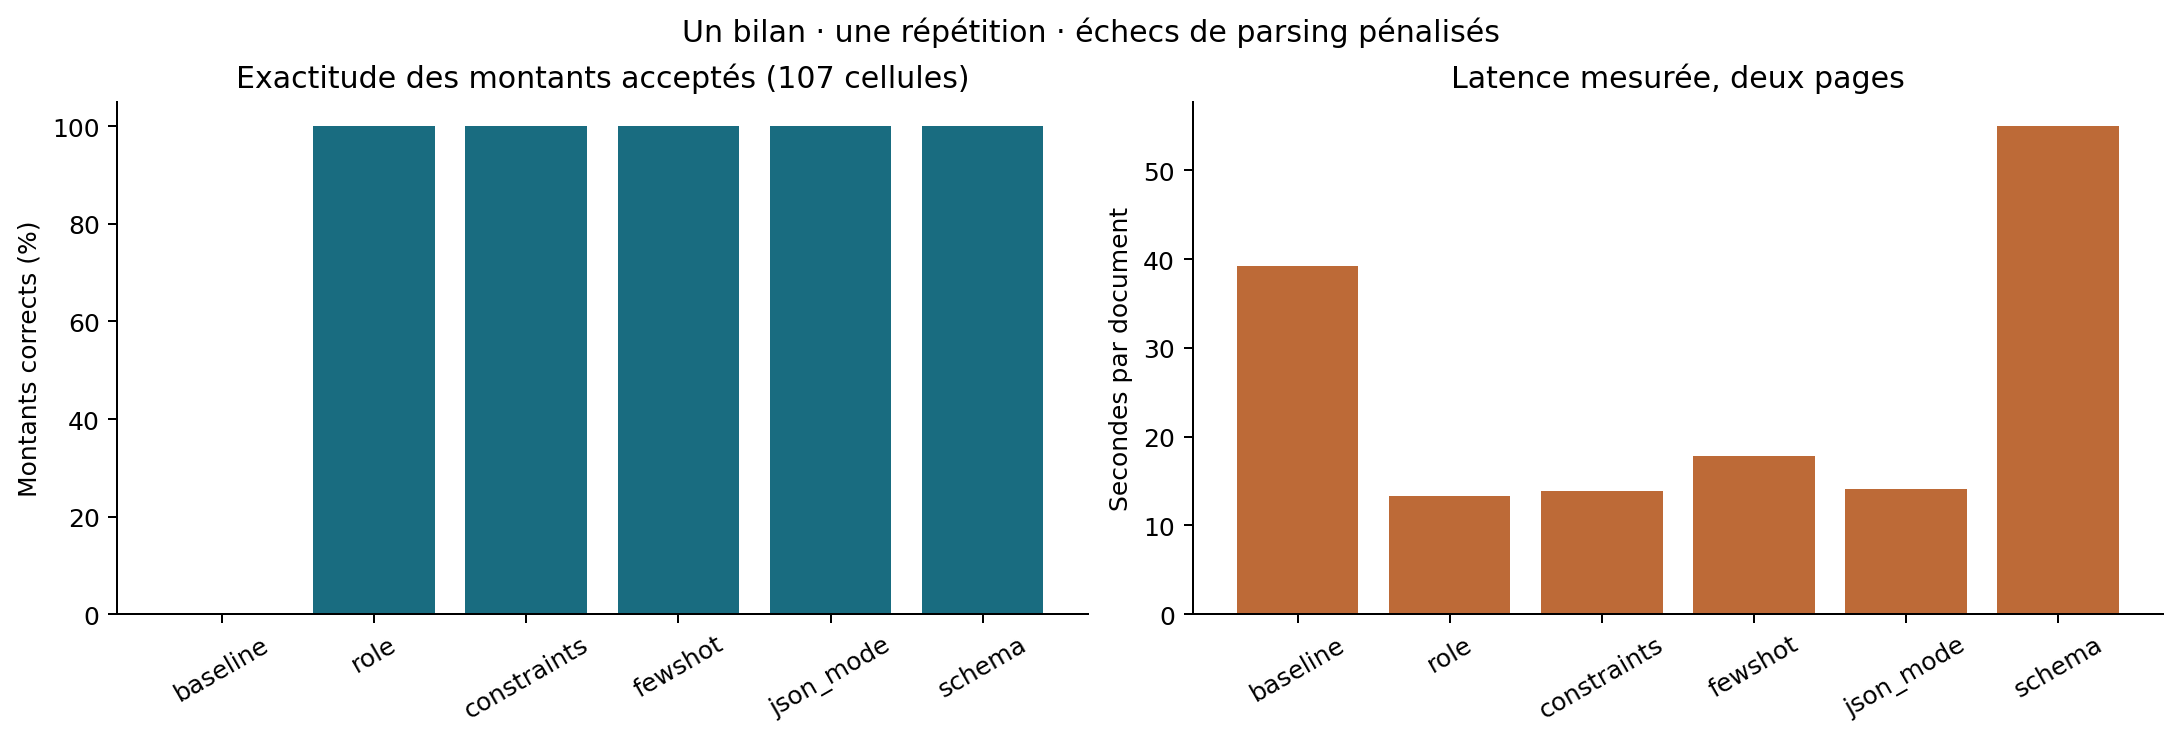 Un bilan · une répétition · échecs de parsing pénalisés
Exactitude des montants acceptés (107 cellules)
Montants corrects (%)
100
80
60
40
20
0
baseline
role
constraints
fewshot
json_mode
schema
Latence mesurée, deux pages
Secondes par document
50
40
30
20
10
0
baseline
role
constraints
fewshot
json_mode
schema